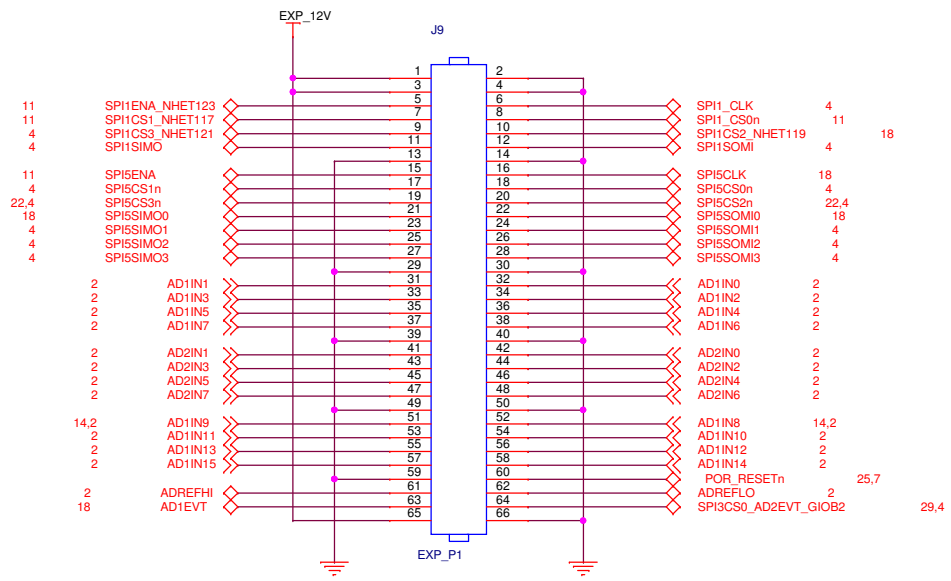 EXP_12V
J9
1 2
3 4
11 SPI1ENA_NHET123 5 6 SPI1_CLK 4
11 SPI1CS1_NHET117 7 8 SPI1_CS0n 11
4 SPI1CS3_NHET121 9 10 SPI1CS2_NHET119 18
4 SPI1SIMO 11 12 SPI1SOMI 4
13 14
11 SPI5ENA 15 16 SPI5CLK 18
4 SPI5CS1n 17 18 SPI5CS0n 4
22,4 SPI5CS3n 19 20 SPI5CS2n 22,4
18 SPI5SIMO0 21 22 SPI5SOMI0 18
4 SPI5SIMO1 23 24 SPI5SOMI1 4
4 SPI5SIMO2 25 26 SPI5SOMI2 4
4 SPI5SIMO3 27 28 SPI5SOMI3 4
29 30
2 AD1IN1 31 32 AD1IN0 2
2 AD1IN3 33 34 AD1IN2 2
2 AD1IN5 35 36 AD1IN4 2
2 AD1IN7 37 38 AD1IN6 2
39 40
2 AD2IN1 41 42 AD2IN0 2
2 AD2IN3 43 44 AD2IN2 2
2 AD2IN5 45 46 AD2IN4 2
2 AD2IN7 47 48 AD2IN6 2
49 50
14,2 AD1IN9 51 52 AD1IN8 14,2
2 AD1IN11 53 54 AD1IN10 2
2 AD1IN13 55 56 AD1IN12 2
2 AD1IN15 57 58 AD1IN14 2
59 60 POR_RESETn 25,7
2 ADREFHI 61 62 ADREFLO 2
18 AD1EVT 63 64 SPI3CS0_AD2EVT_GIOB2 29,4
65 66
EXP_P1